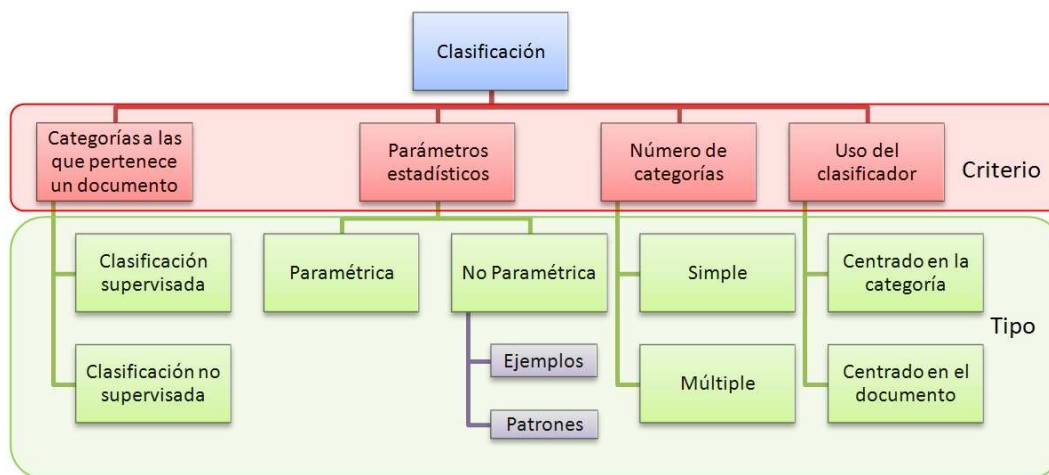 Clasificación
Categorías a las
que pertenece
un documento
Parámetros
estadísticos
Número de
categorías
Uso del
clasificador
Criterio
Clasificación
supervisada
Paramétrica
No Paramétrica
Simple
Centrado en la
categoría
Tipo
Ejemplos
Clasificación no
supervisada
Múltiple
Centrado en el
documento
Patrones